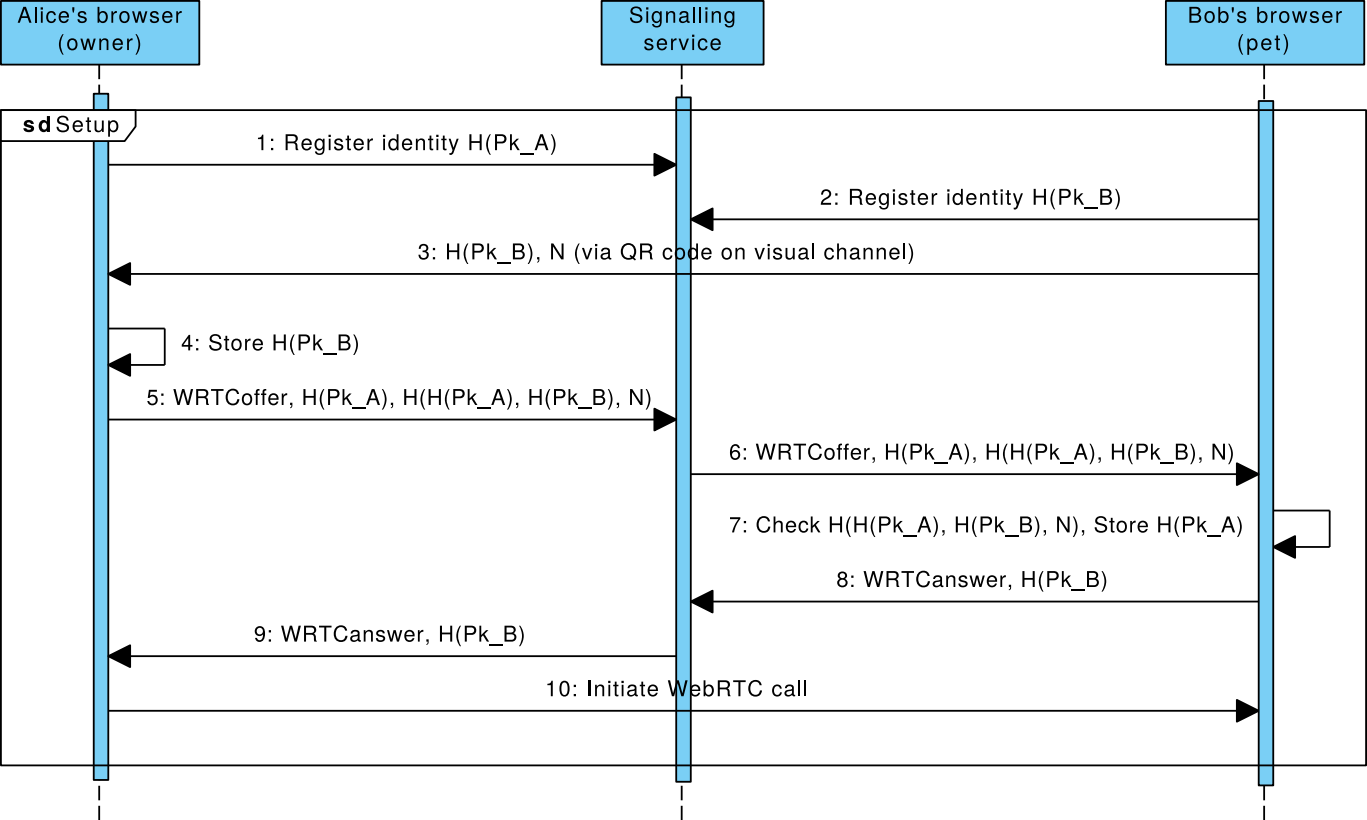 Alice's browser
(owner)
Signalling
service
Bob's browser
(pet)
sd Setup
1: Register identity H(Pk_A)
2: Register identity H(Pk_B)
3: H(Pk_B), N (via QR code on visual channel)
4: Store H(Pk_B)
5: WRTCoffer, H(Pk_A), H(H(Pk_A), H(Pk_B), N)
6: WRTCoffer, H(Pk_A), H(H(Pk_A), H(Pk_B), N)
7: Check H(H(Pk_A), H(Pk_B), N), Store H(Pk_A)
8: WRTCanswer, H(Pk_B)
9: WRTCanswer, H(Pk_B)
10: Initiate WebRTC call